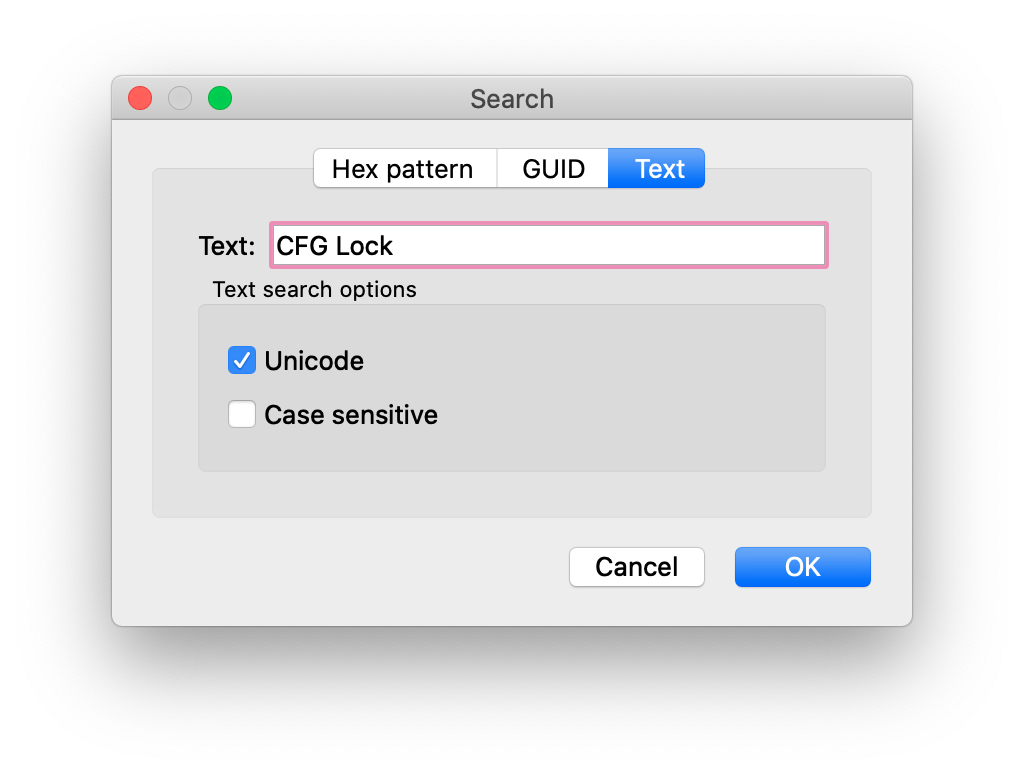 Search
Hex pattern GUID Text
Text: CFG Lock
Text search options
Unicode
Case sensitive
Cancel OK